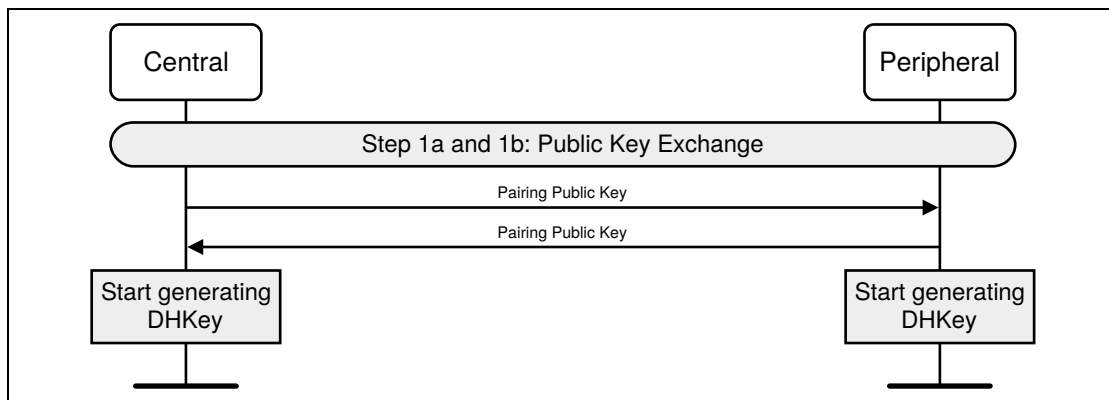 Central
Peripheral
Step 1a and 1b: Public Key Exchange
Pairing Public Key
Pairing Public Key
Start generating
DHKey
Start generating
DHKey